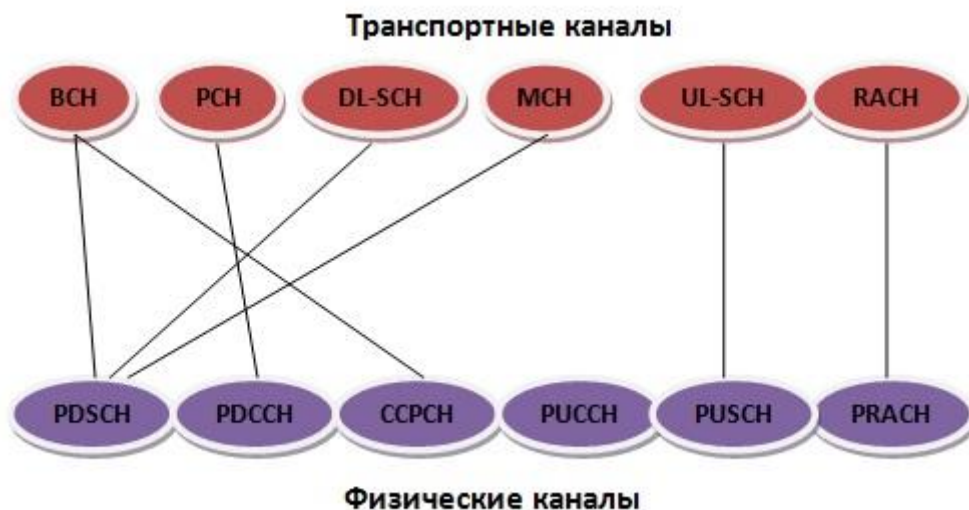 Транспортные каналы
BCH PCH DL-SCH MCH UL-SCH RACH
PDSCH PDCCH CCPCH PUCCH PUSCH PRACH
Физические каналы